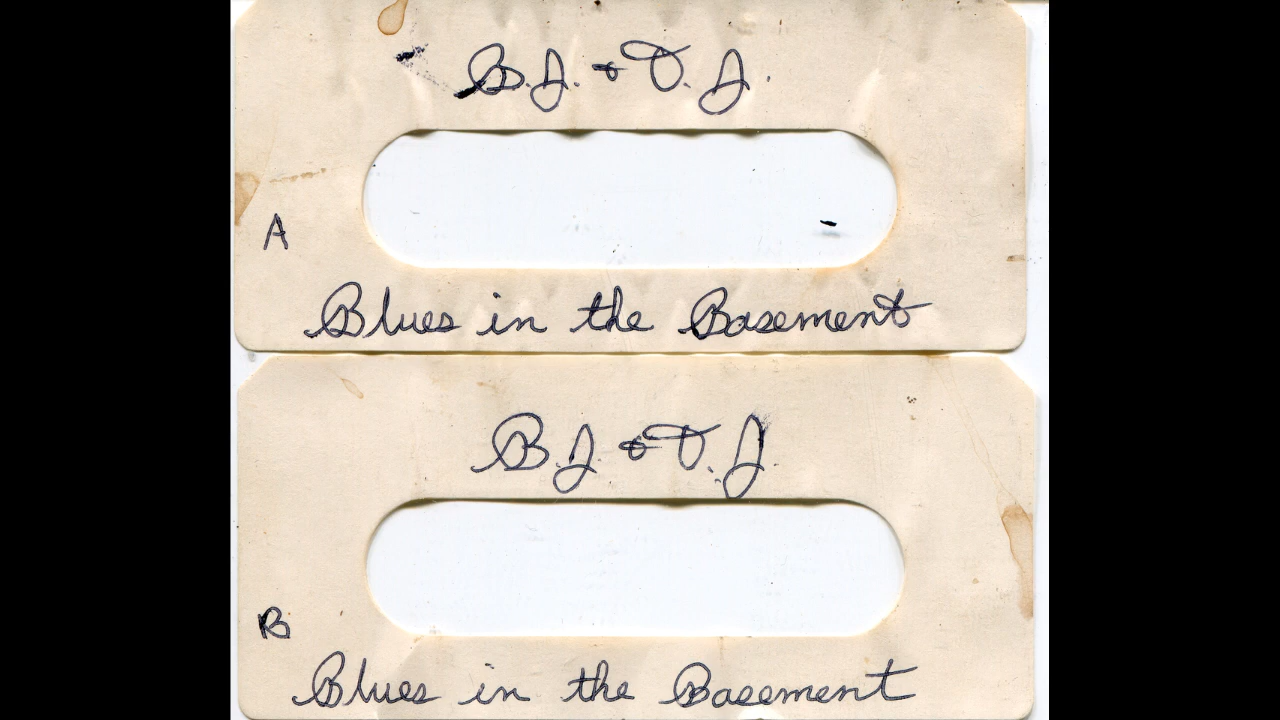 B.J. + D.J.
A
Blues in the Basement
B.J. + D.J.
B
Blues in the Basement